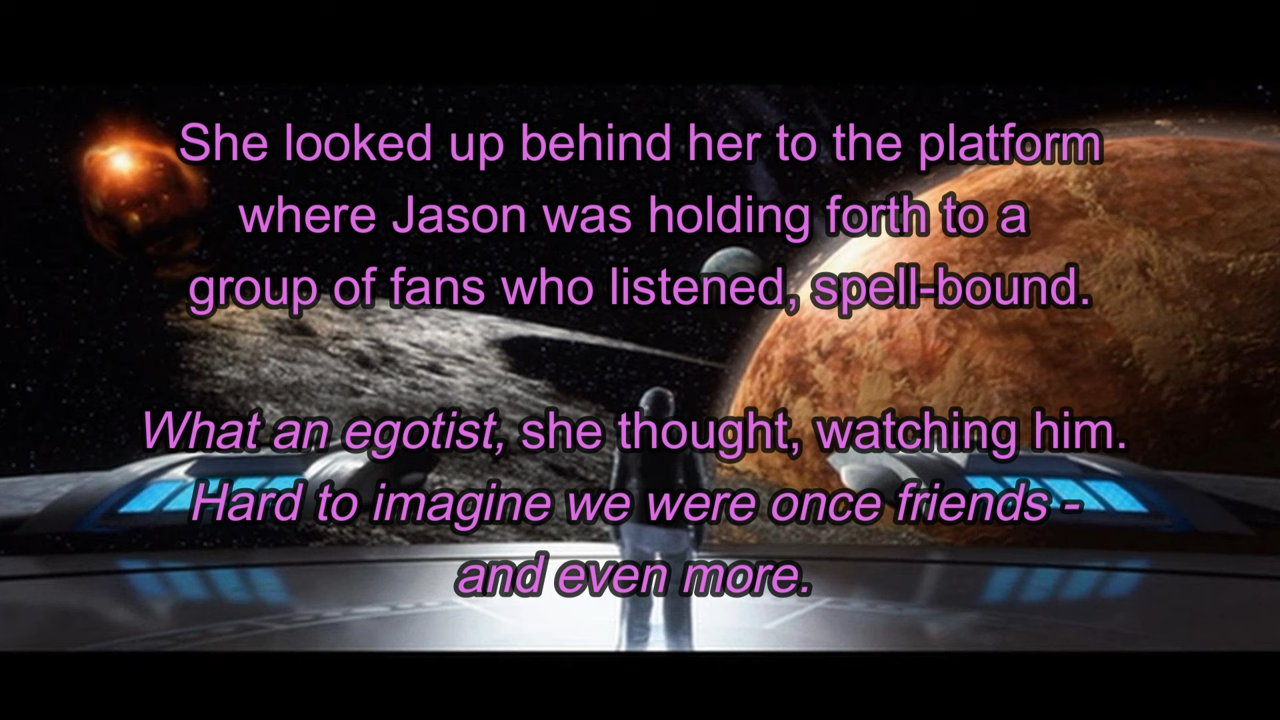 She looked up behind her to the platform
where Jason was holding forth to a
group of fans who listened, spell-bound.
What an egotist, she thought, watching him.
Hard to imagine we were once friends -
and even more.